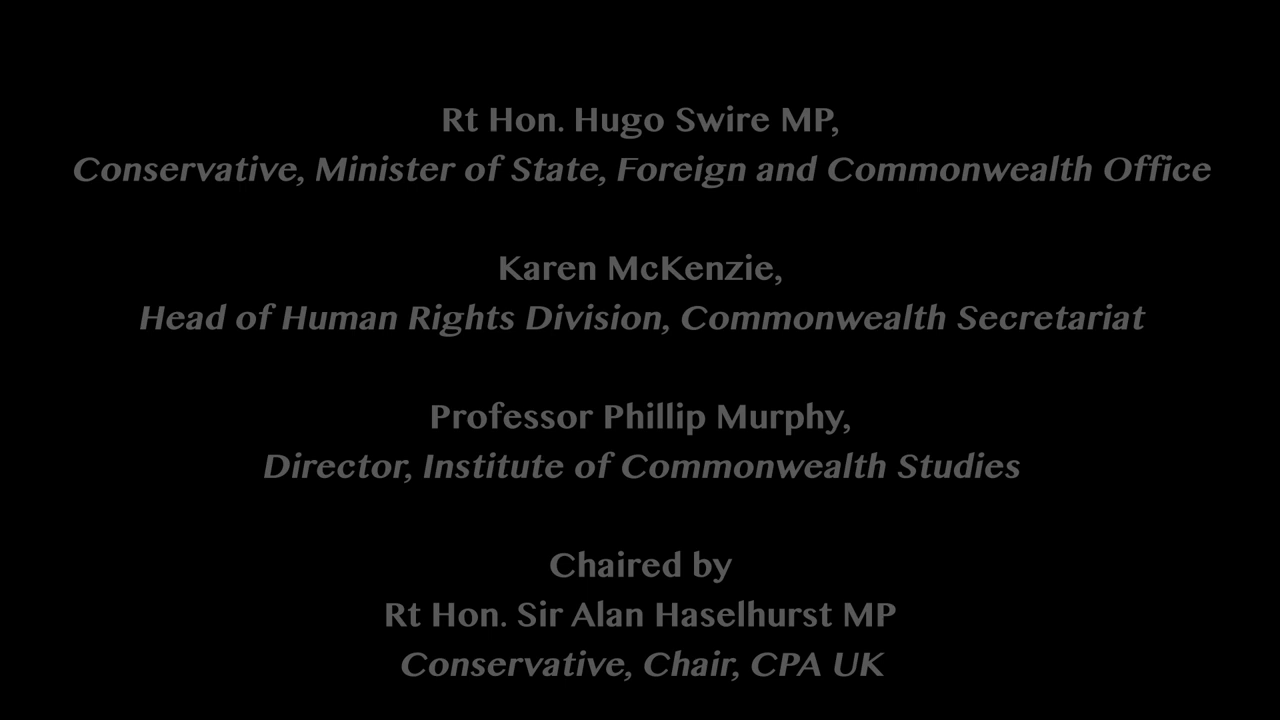 Rt Hon. Hugo Swire MP,
Conservative, Minister of State, Foreign and Commonwealth Office
Karen McKenzie,
Head of Human Rights Division, Commonwealth Secretariat
Professor Phillip Murphy,
Director, Institute of Commonwealth Studies
Chaired by
Rt Hon. Sir Alan Haselhurst MP
Conservative, Chair, CPA UK